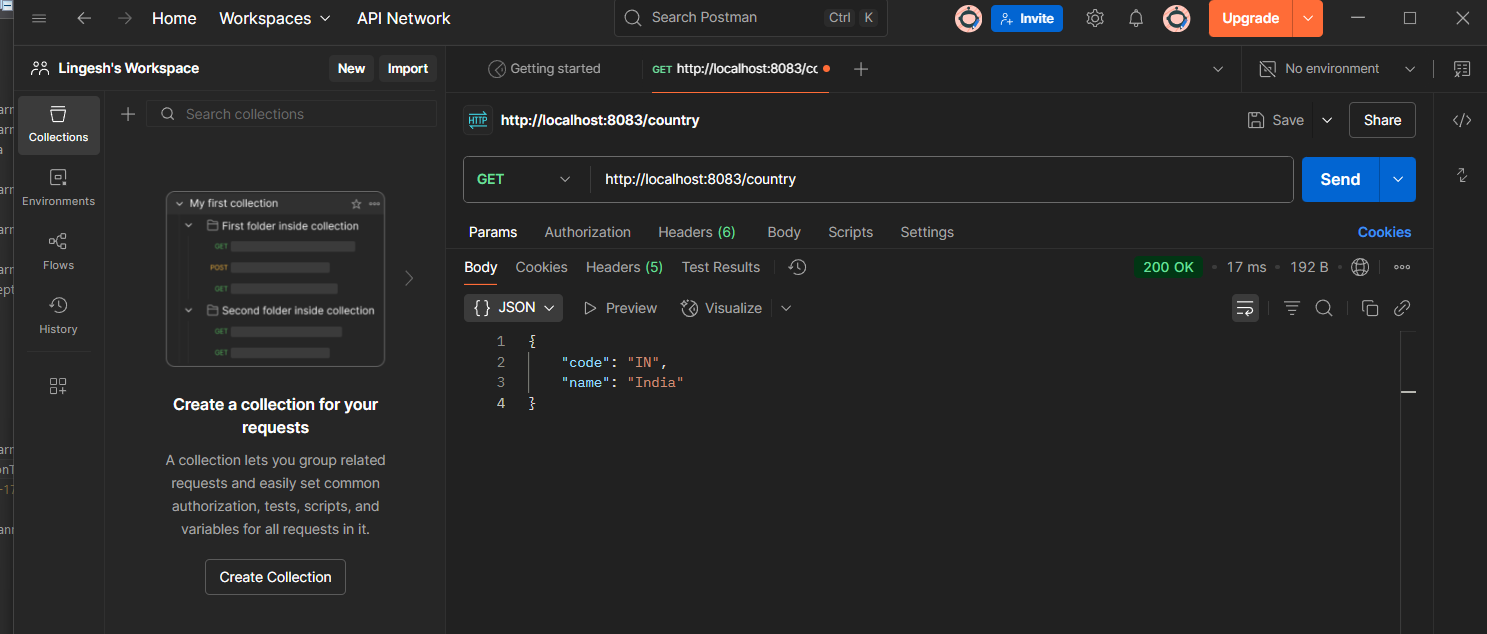 Home Workspaces API Network Search Postman Ctrl K Invite Upgrade
Lingesh's Workspace New Import Getting started GET http://localhost:8083/cc No environment
Search collections
Collections
Environments
Flows
History
My first collection
First folder inside collection
GET
POST
GET
Second folder inside collection
GET
GET
Create a collection for your
requests
A collection lets you group related
requests and easily set common
authorization, tests, scripts, and
variables for all requests in it.
Create Collection
HTTP http://localhost:8083/country Save Share
GET http://localhost:8083/country Send
Params Authorization Headers (6) Body Scripts Settings Cookies
Body Cookies Headers (5) Test Results 200 OK 17 ms 192 B
{} JSON Preview Visualize
1 {
2 "code": "IN",
3 "name": "India"
4 }